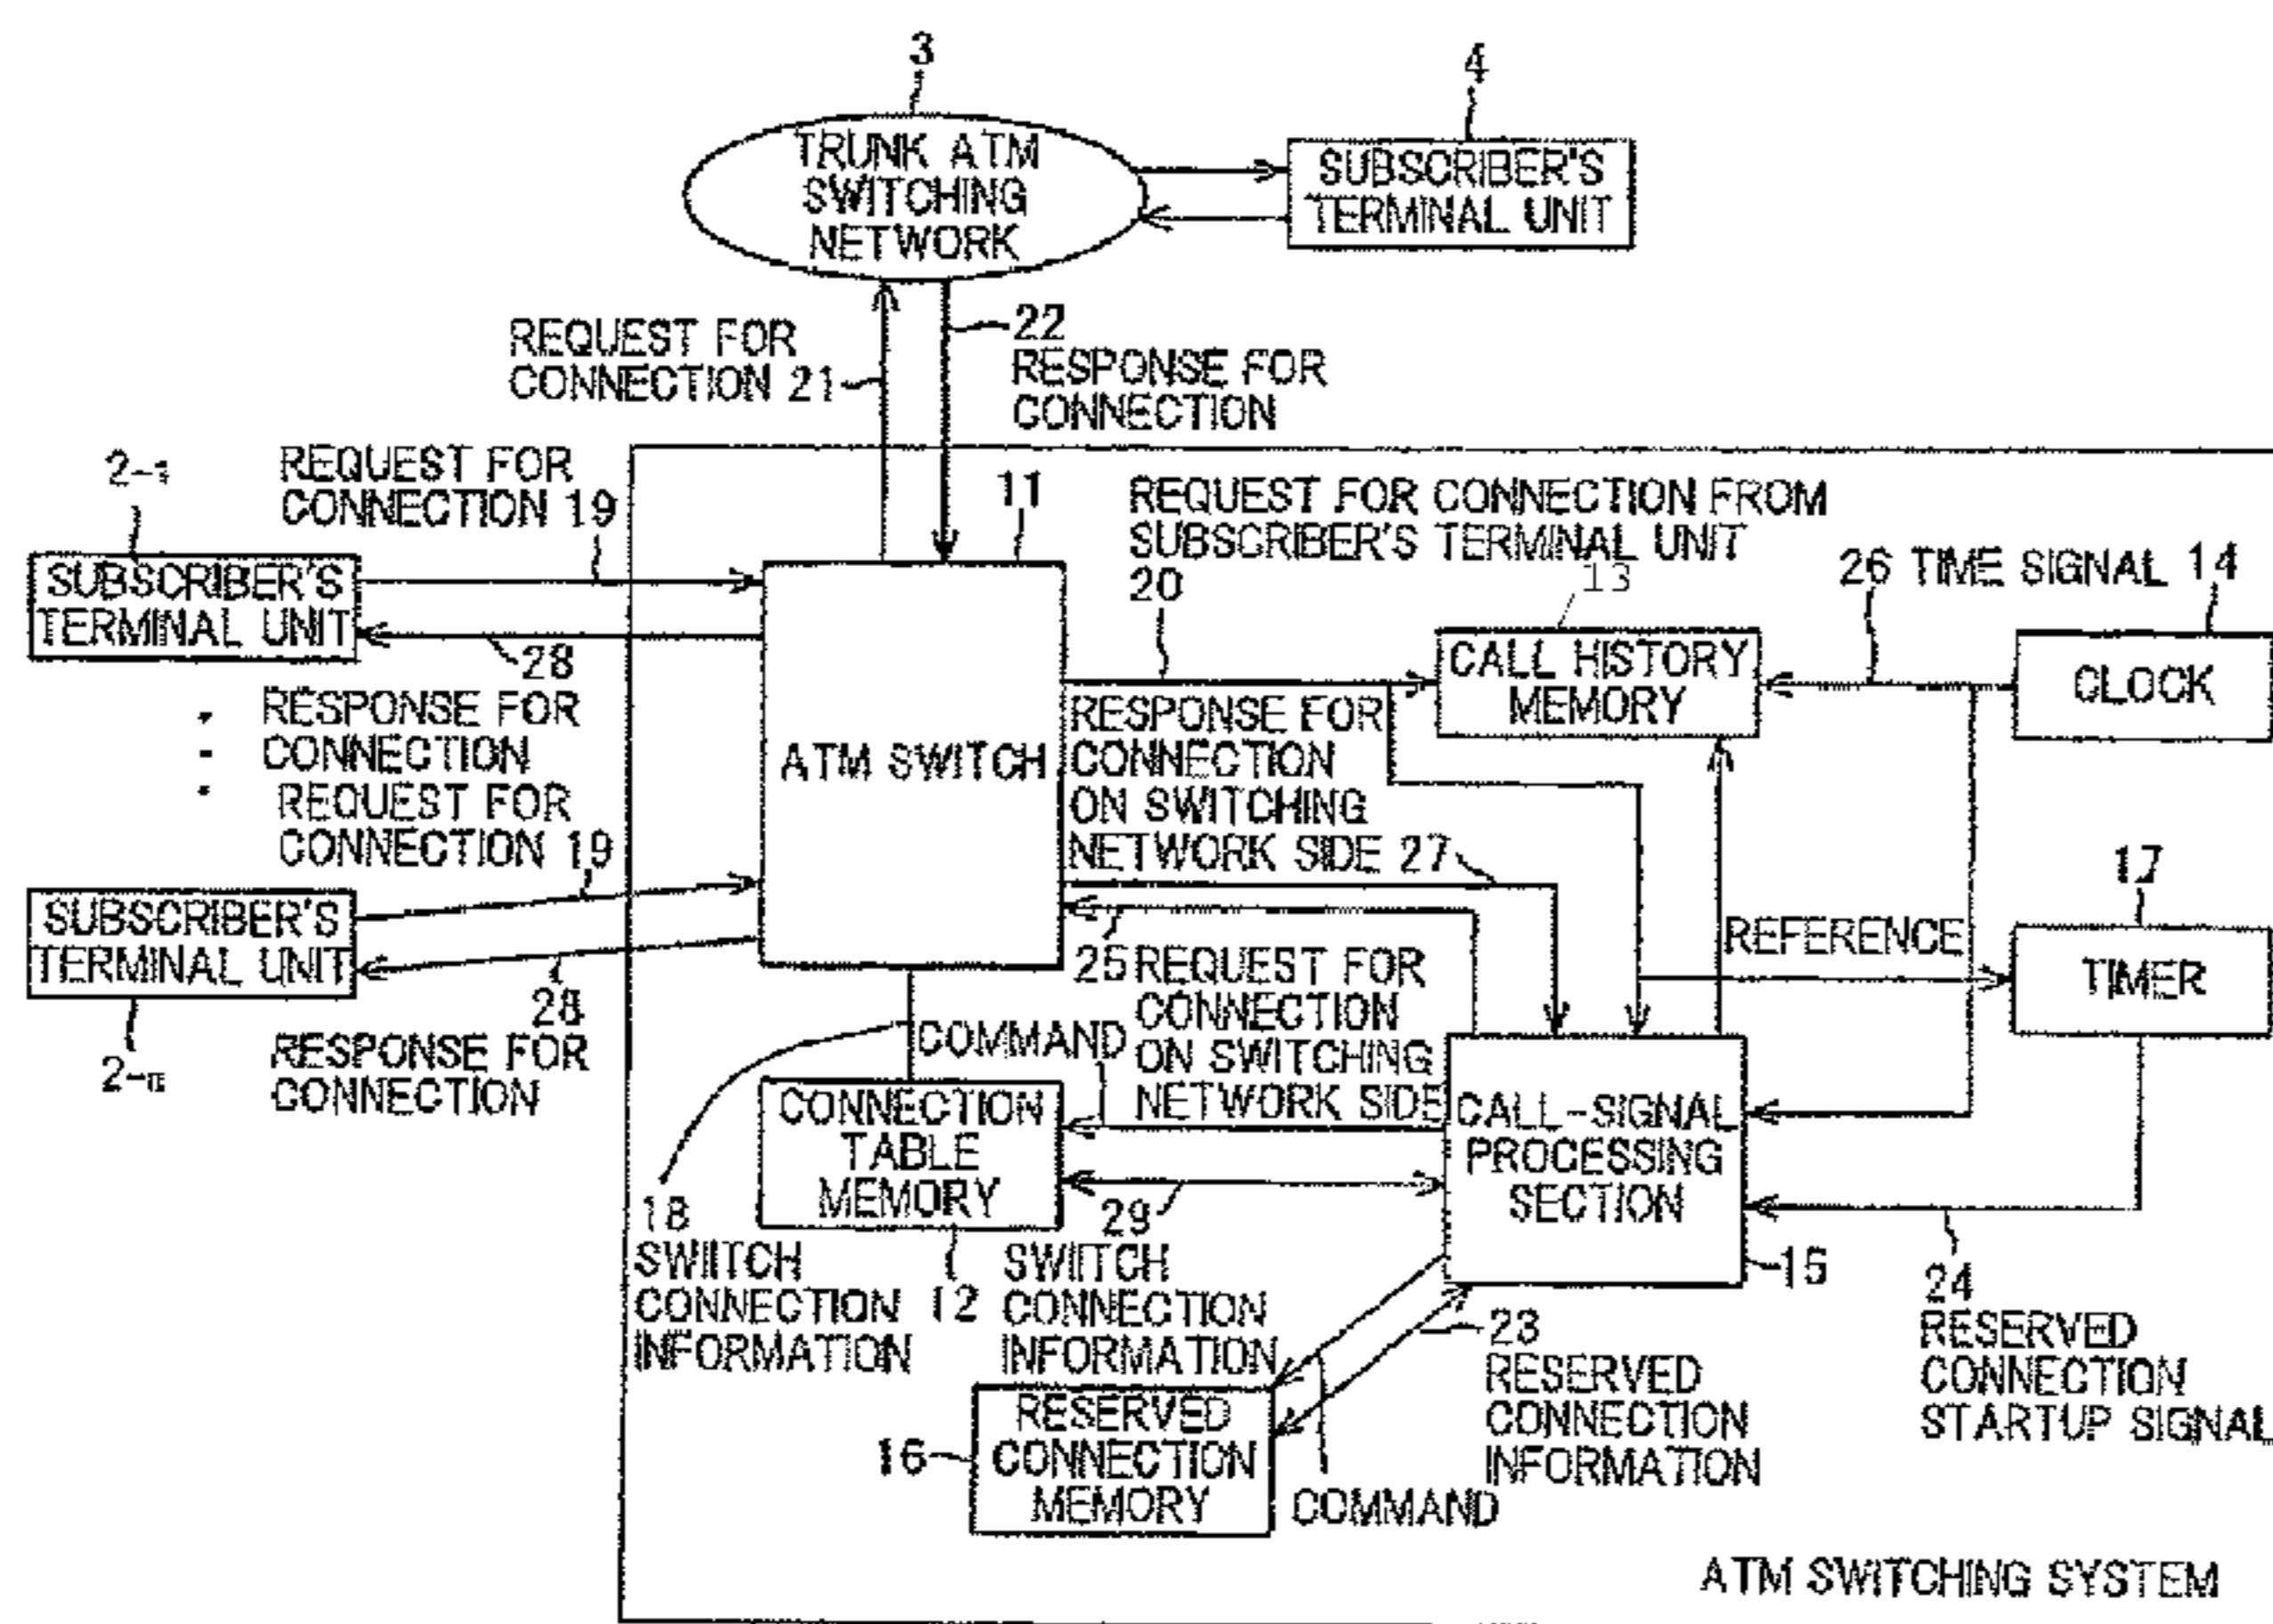 3
4
TRUNK ATM
SWITCHING
NETWORK
SUBSCRIBER'S
TERMINAL UNIT
REQUEST FOR
CONNECTION 21
22
RESPONSE FOR
CONNECTION
2-1
REQUEST FOR
CONNECTION 19
11
REQUEST FOR CONNECTION FROM
SUBSCRIBER'S TERMINAL UNIT
20
13
26 TIME SIGNAL 14
SUBSCRIBER'S
TERMINAL UNIT
28
RESPONSE FOR
CONNECTION
REQUEST FOR
CONNECTION 19
ATM SWITCH
CALL HISTORY
MEMORY
CLOCK
RESPONSE FOR
CONNECTION
ON SWITCHING
NETWORK SIDE 27
17
SUBSCRIBER'S
TERMINAL UNIT
28
2-n
RESPONSE FOR
CONNECTION
25 REQUEST FOR
CONNECTION
ON SWITCHING
NETWORK SIDE
REFERENCE
TIMER
COMMAND
CONNECTION
TABLE
MEMORY
CALL-SIGNAL
PROCESSING
SECTION
18
SWIITCH
CONNECTION
INFORMATION
12
29
SWIITCH
CONNECTION
INFORMATION
15
24
RESERVED
CONNECTION
STARTUP SIGNAL
23
RESERVED
CONNECTION
INFORMATION
16
RESERVED
CONNECTION
MEMORY
COMMAND
ATM SWITCHING SYSTEM